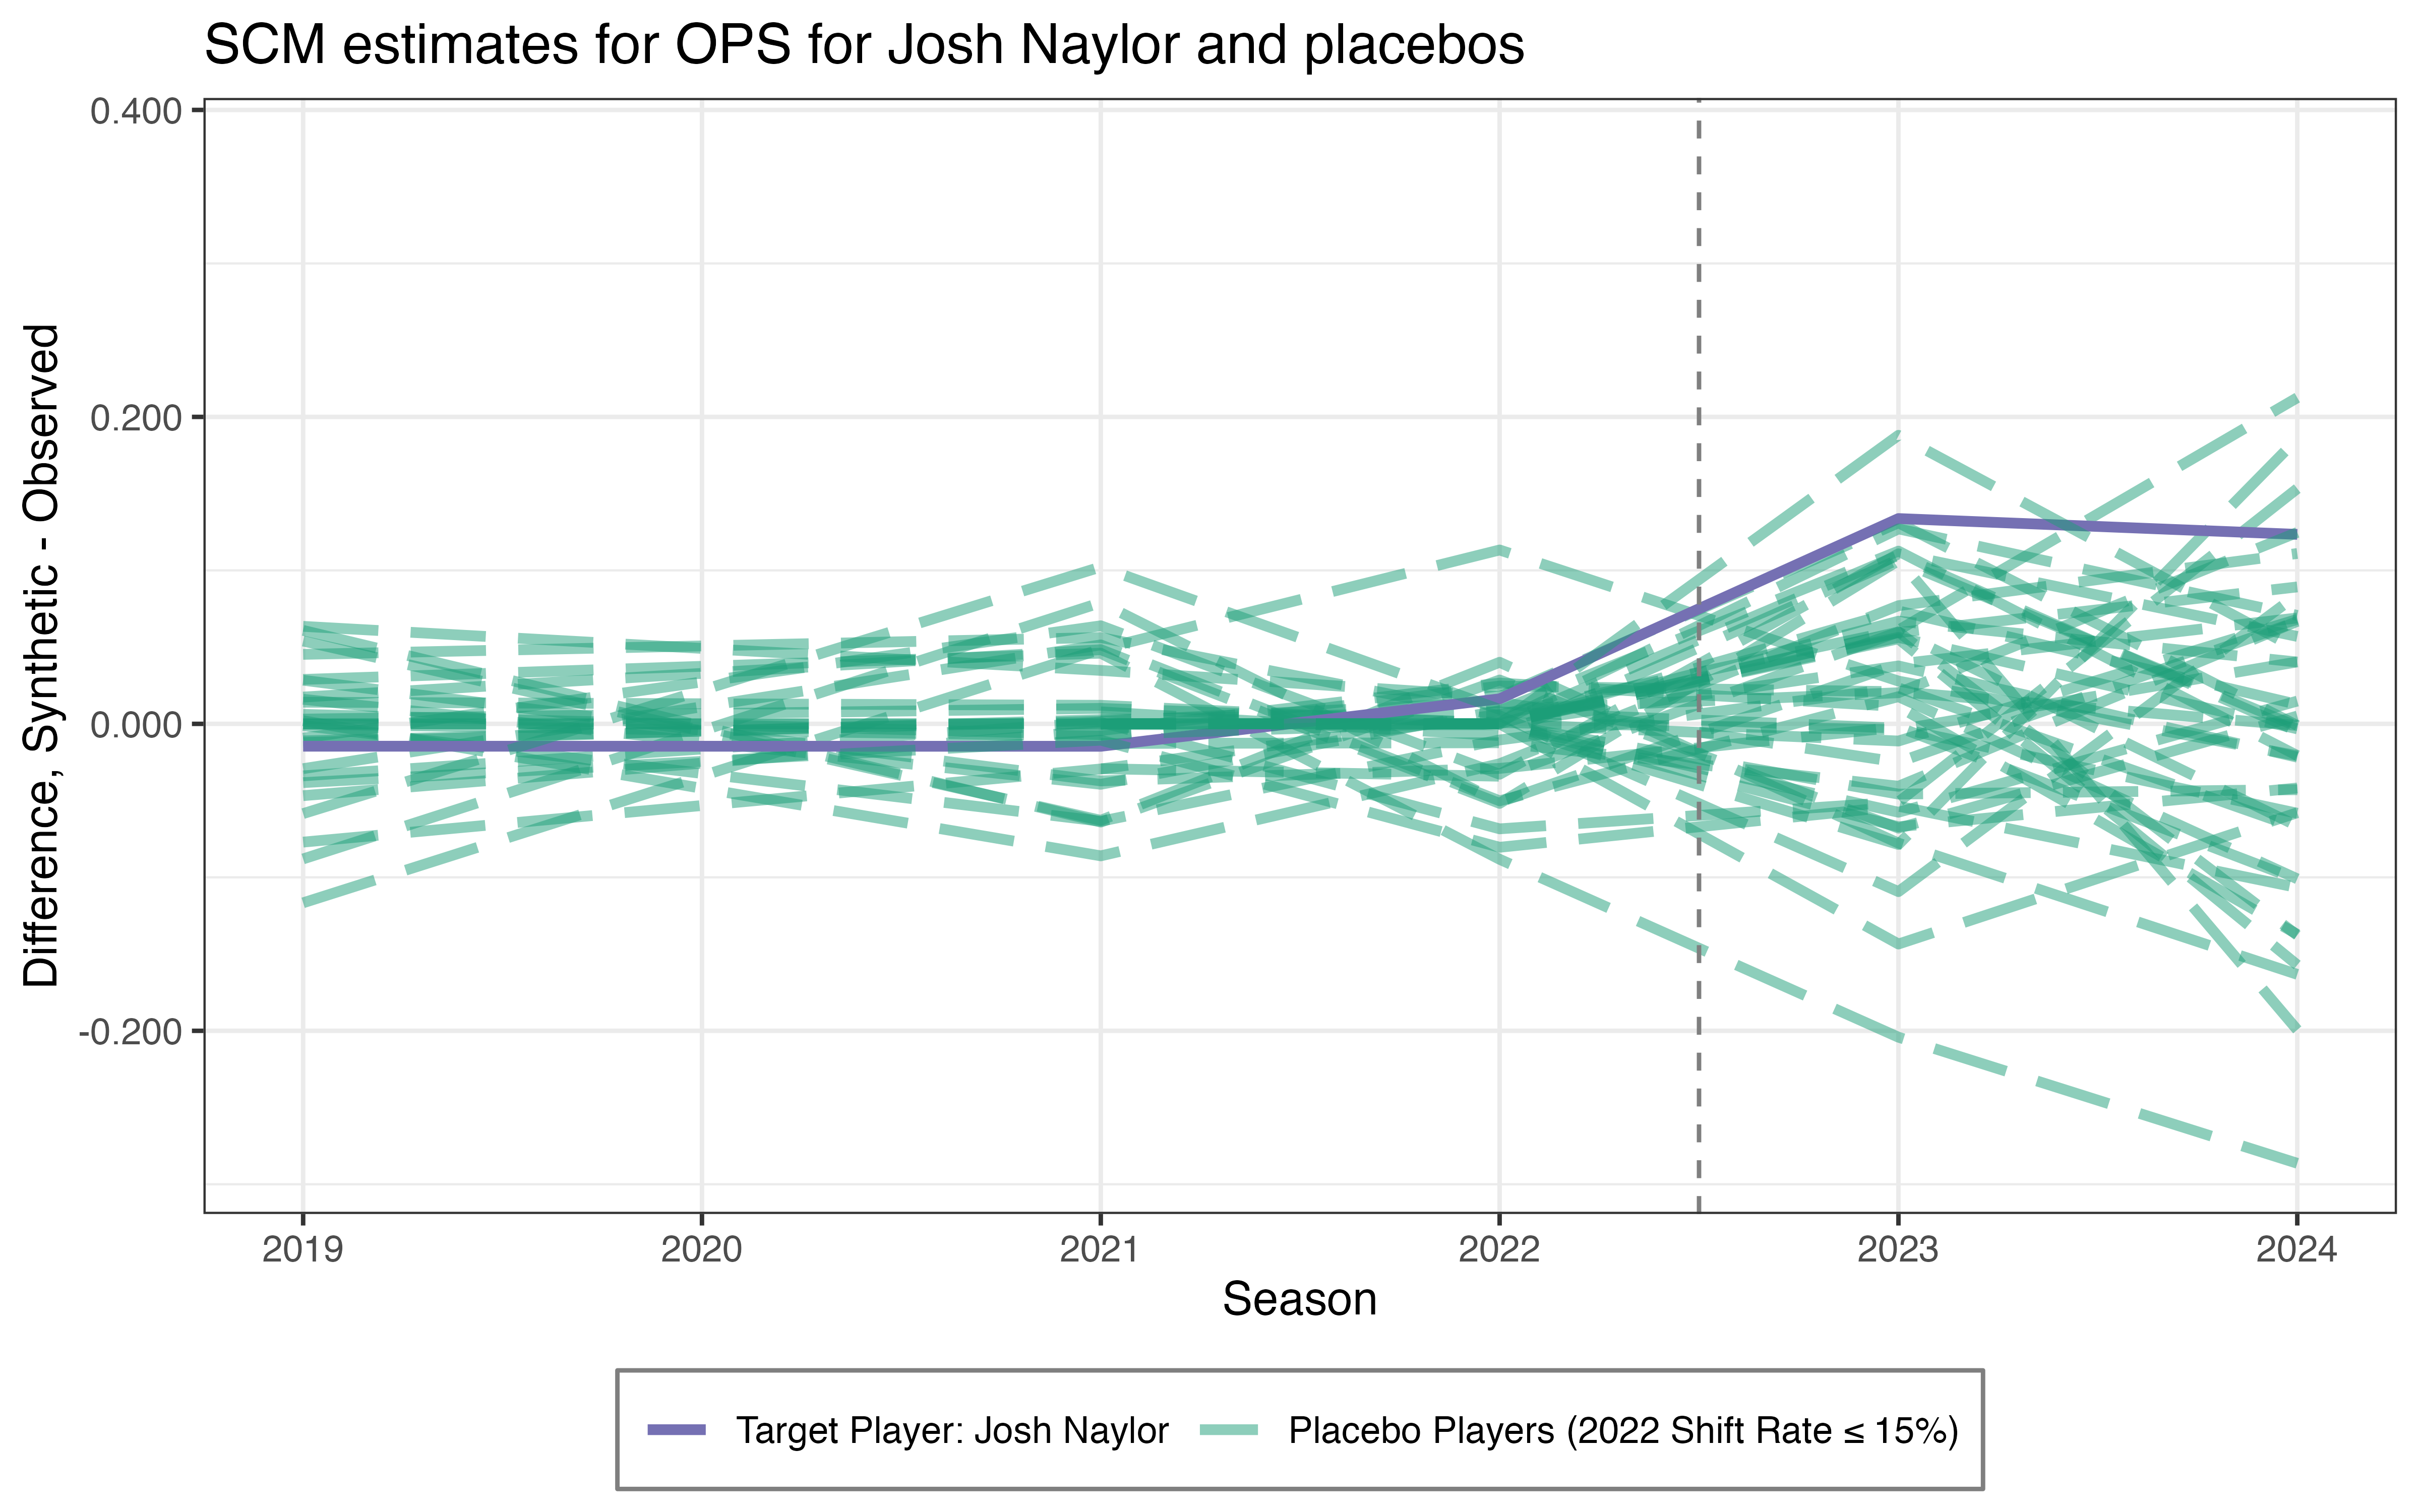 SCM estimates for OPS for Josh Naylor and placebos
Difference, Synthetic - Observed
0.400
0.200
0.000
-0.200
2019 2020 2021 2022 2023 2024
Season
Target Player: Josh Naylor Placebo Players (2022 Shift Rate ≤ 15%)